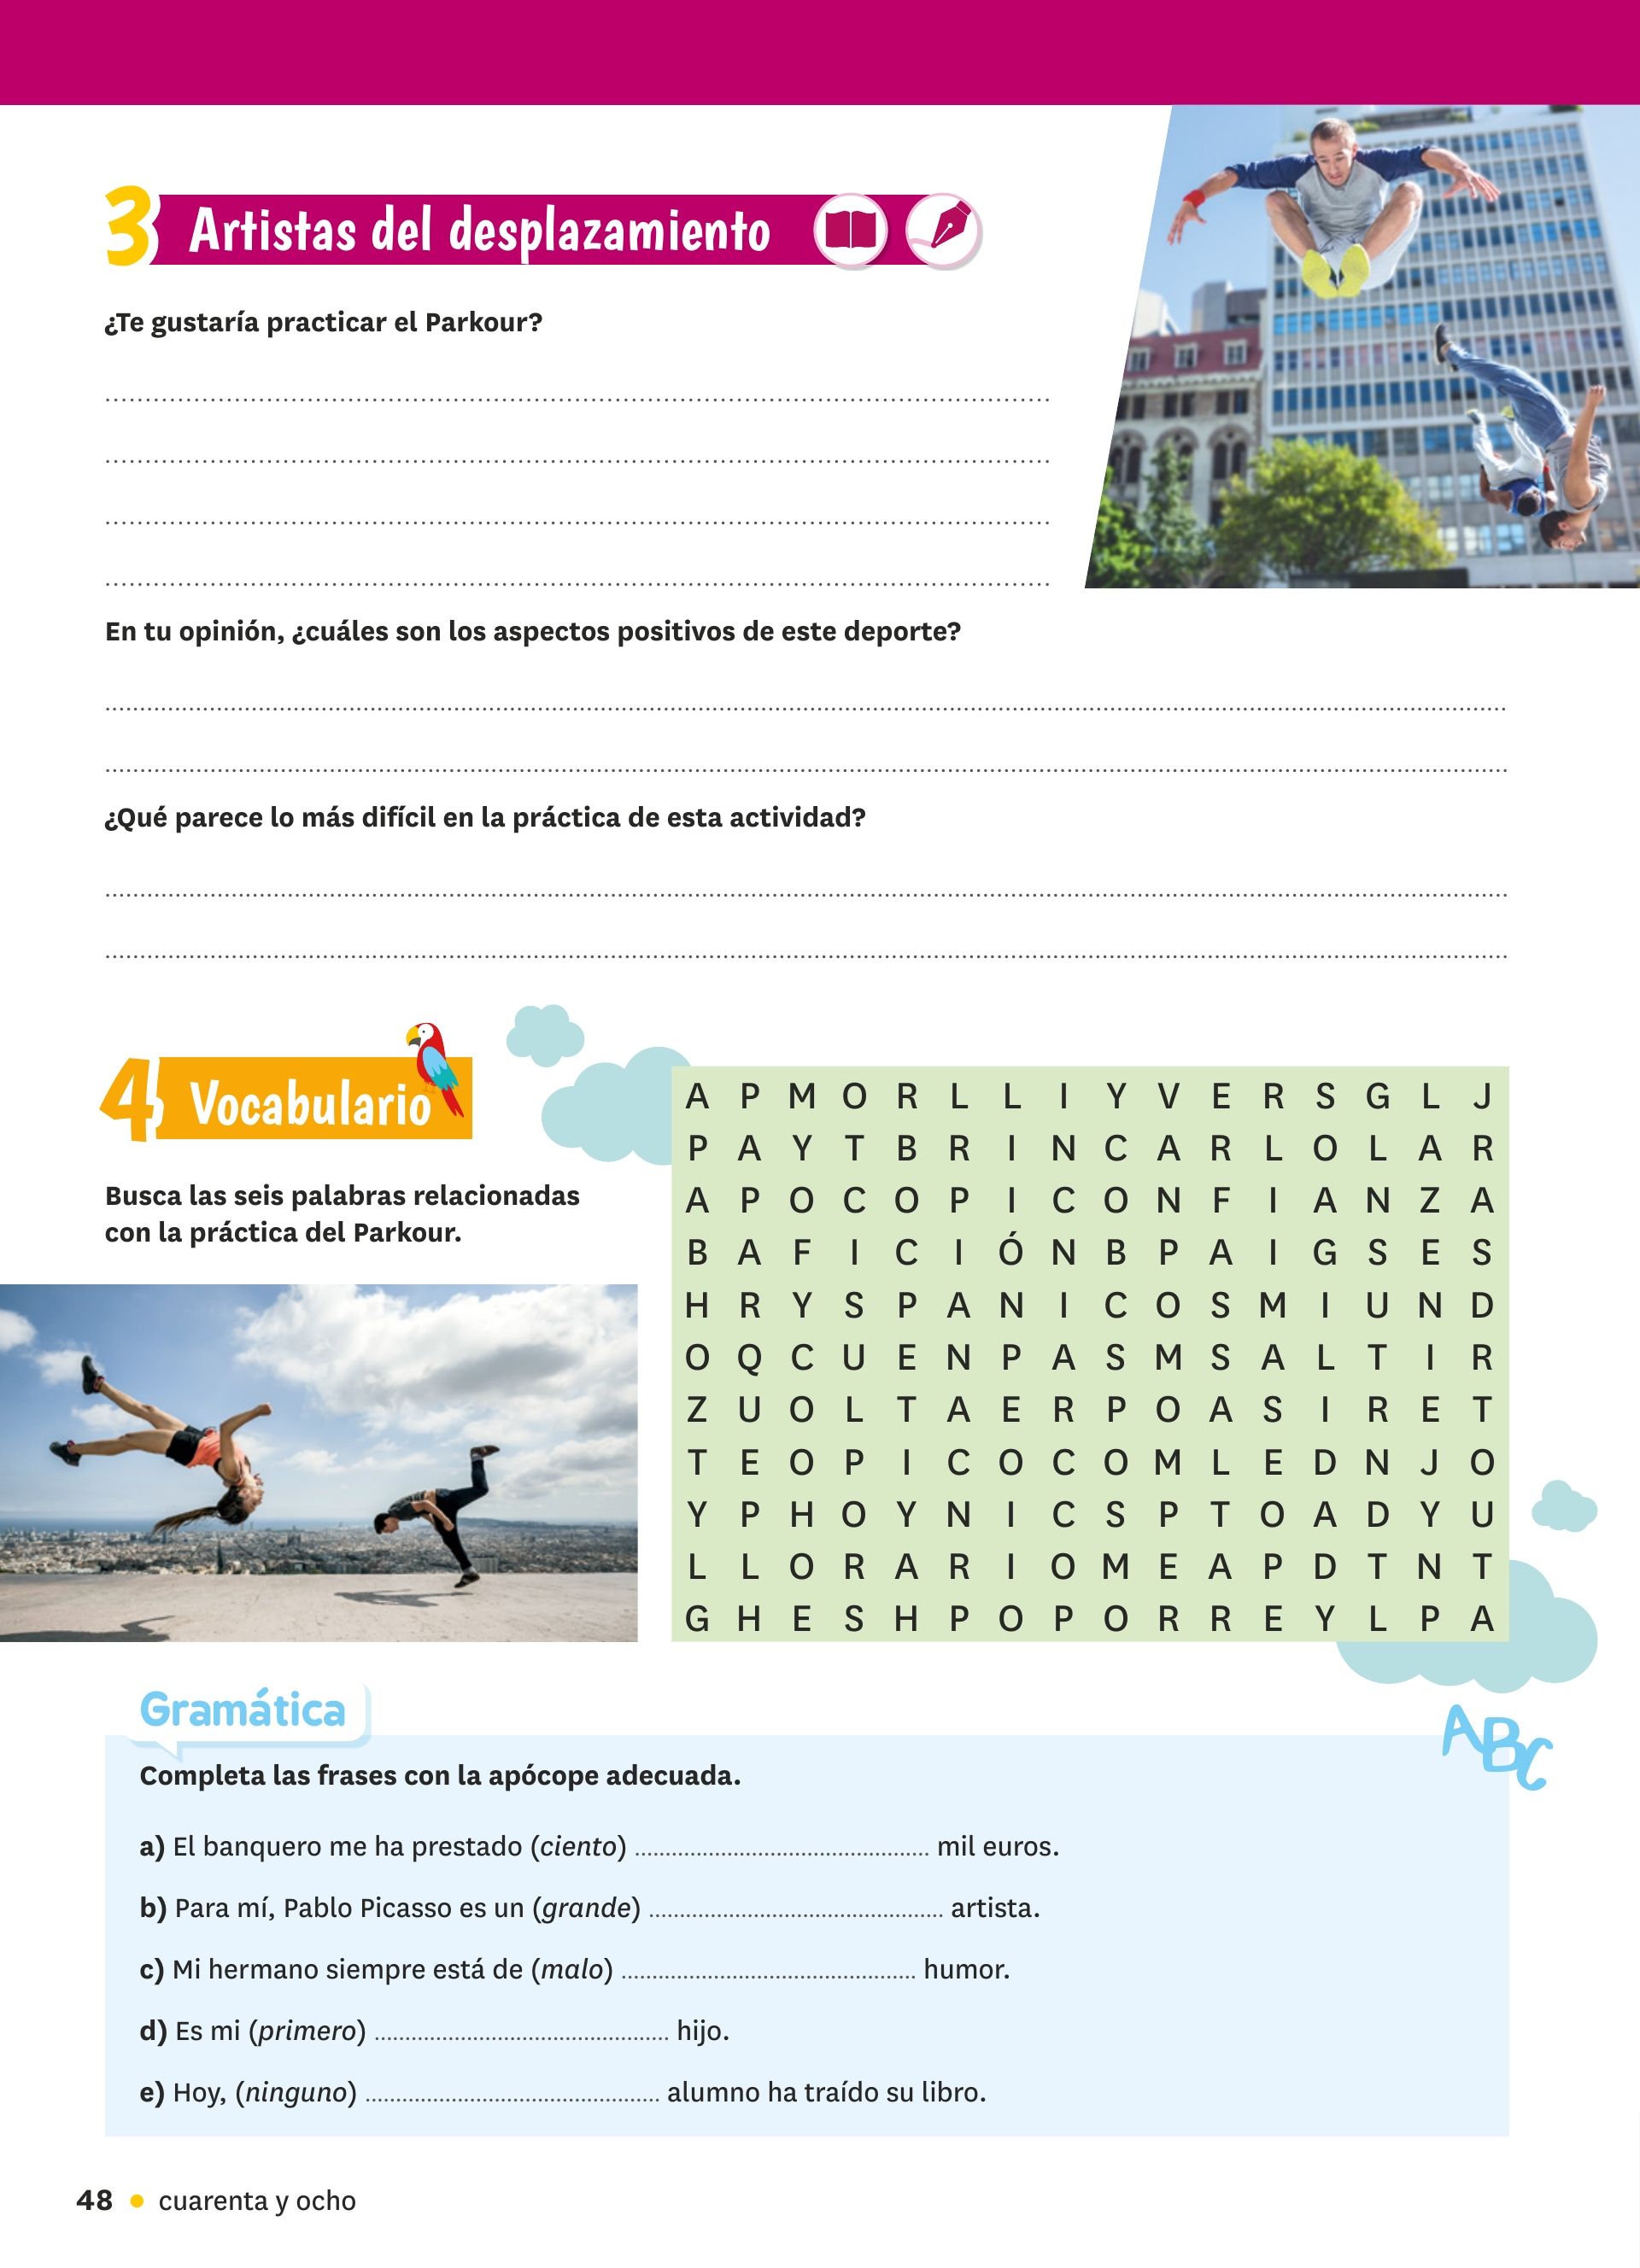 3 Artistas del desplazamiento
¿Te gustaría practicar el Parkour?
En tu opinión, ¿cuáles son los aspectos positivos de este deporte?
¿Qué parece lo más difícil en la práctica de esta actividad?
4 Vocabulario
Busca las seis palabras relacionadas
con la práctica del Parkour.
A P M O R L L I Y V E R S G L J
P A Y T B R I N C A R L O L A R
A P O C O P I C O N F I A N Z A
B A F I C I Ó N B P A I G S E S
H R Y S P A N I C O S M I U N D
O Q C U E N P A S M S A L T I R
Z U O L T A E R P O A S I R E T
T E O P I C O C O M L E D N J O
Y P H O Y N I C S P T O A D Y U
L L O R A R I O M E A P D T N T
G H E S H P O P O R R E Y L P A
Gramática
ABC
Completa las frases con la apócope adecuada.
a) El banquero me ha prestado (ciento) ................ mil euros.
b) Para mí, Pablo Picasso es un (grande) ................ artista.
c) Mi hermano siempre está de (malo) ................ humor.
d) Es mi (primero) ................ hijo.
e) Hoy, (ninguno) ................ alumno ha traído su libro.
48 • cuarenta y ocho